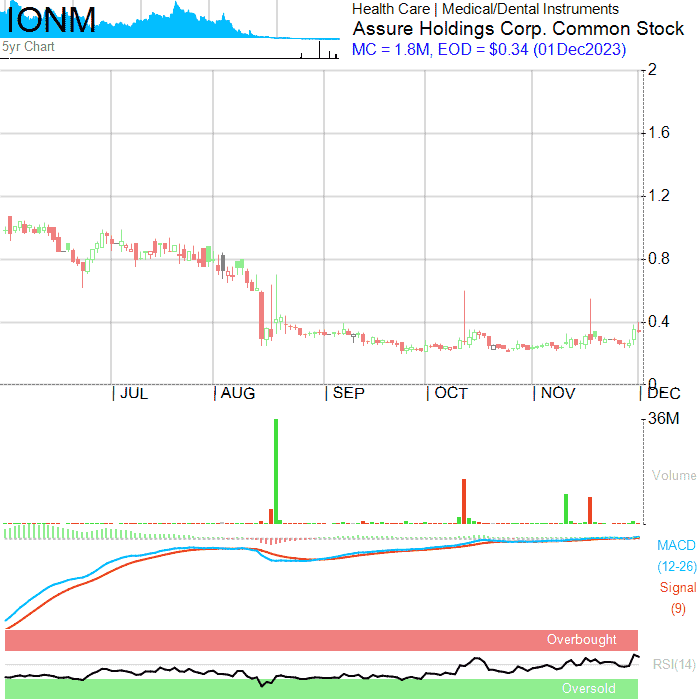 IONM
5yr Chart
Health Care | Medical/Dental Instruments
Assure Holdings Corp. Common Stock
MC = 1.8M, EOD = $0.34 (01Dec2023)
2
1.6
1.2
0.8
0.4
0
JUL AUG SEP OCT NOV DEC
36M
Volume
MACD
(12-26)
Signal
(9)
Overbought
RSI(14)
Oversold